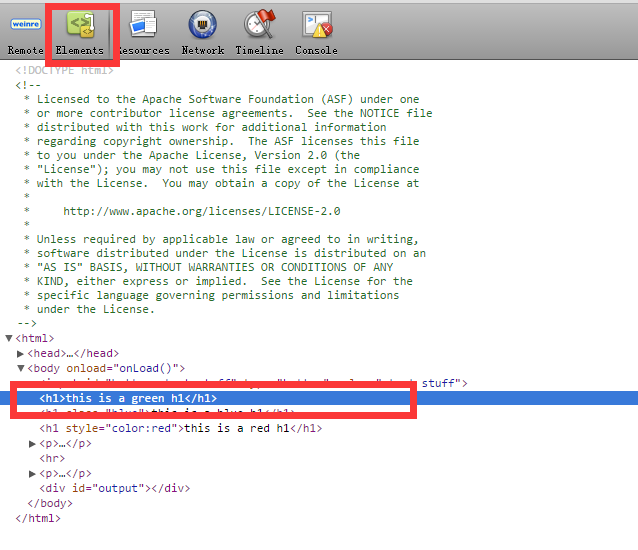 weinre
Remote Elements Resources Network Timeline Console
<!DOCTYPE html>
<!--
* Licensed to the Apache Software Foundation (ASF) under one
* or more contributor license agreements.  See the NOTICE file
* distributed with this work for additional information
* regarding copyright ownership.  The ASF licenses this file
* to you under the Apache License, Version 2.0 (the
* "License"); you may not use this file except in compliance
* with the License.  You may obtain a copy of the License at
*
*     http://www.apache.org/licenses/LICENSE-2.0
*
* Unless required by applicable law or agreed to in writing,
* software distributed under the License is distributed on an
* "AS IS" BASIS, WITHOUT WARRANTIES OR CONDITIONS OF ANY
* KIND, either express or implied.  See the License for the
* specific language governing permissions and limitations
* under the License.
-->
▼<html>
▶<head>…</head>
▼<body onload="onLoad()">
stuff">
<h1>this is a green h1</h1>
<h1 class="blue">this is a blue h1</h1>
<h1 style="color:red">this is a red h1</h1>
▶<p>…</p>
<hr>
▶<p>…</p>
<div id="output"></div>
</body>
</html>